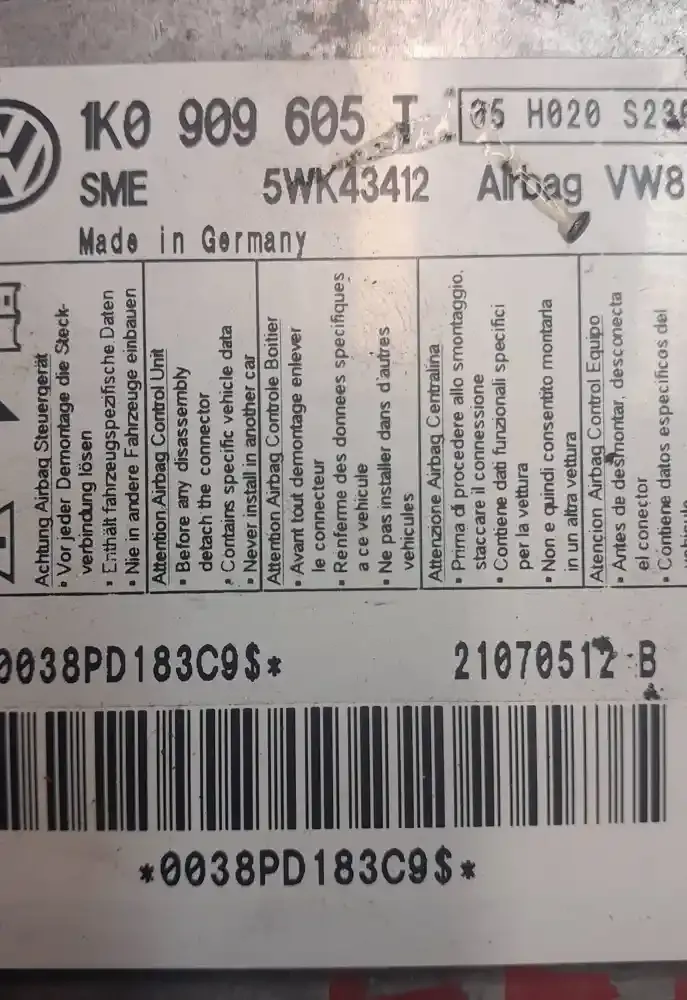 1K0 909 605 T 05 H020 S23
SME 5WK43412 Airbag VW8
Made in Germany
Achtung Airbag Steuergerät
• Vor jeder Demontage die Steck-
verbindung lösen
• Enthält fahrzeugspezifische Daten
• Nie in andere Fahrzeuge einbauen
Attention Airbag Control Unit
• Before any disassembly
detach the connector
• Contains specific vehicle data
• Never install in another car
Attention Airbag Controle Boitier
• Avant tout demontage enlever
le connecteur
• Renferme des donnees specifiques
a ce vehicule
• Ne pas installer dans d'autres
vehicules
Attenzione Airbag Centralina
• Prima di procedere allo smontaggio.
staccare il connessione
• Contiene dati funzionali specifici
per la vettura
• Non e quindi consentito montarla
in un altra vettura
Atencion Airbag Control Equipo
• Antes de desmontar, desconecta
el conector
• Contiene datos especificos del
0038PD183C9$* 21070512 B
*0038PD183C9$*